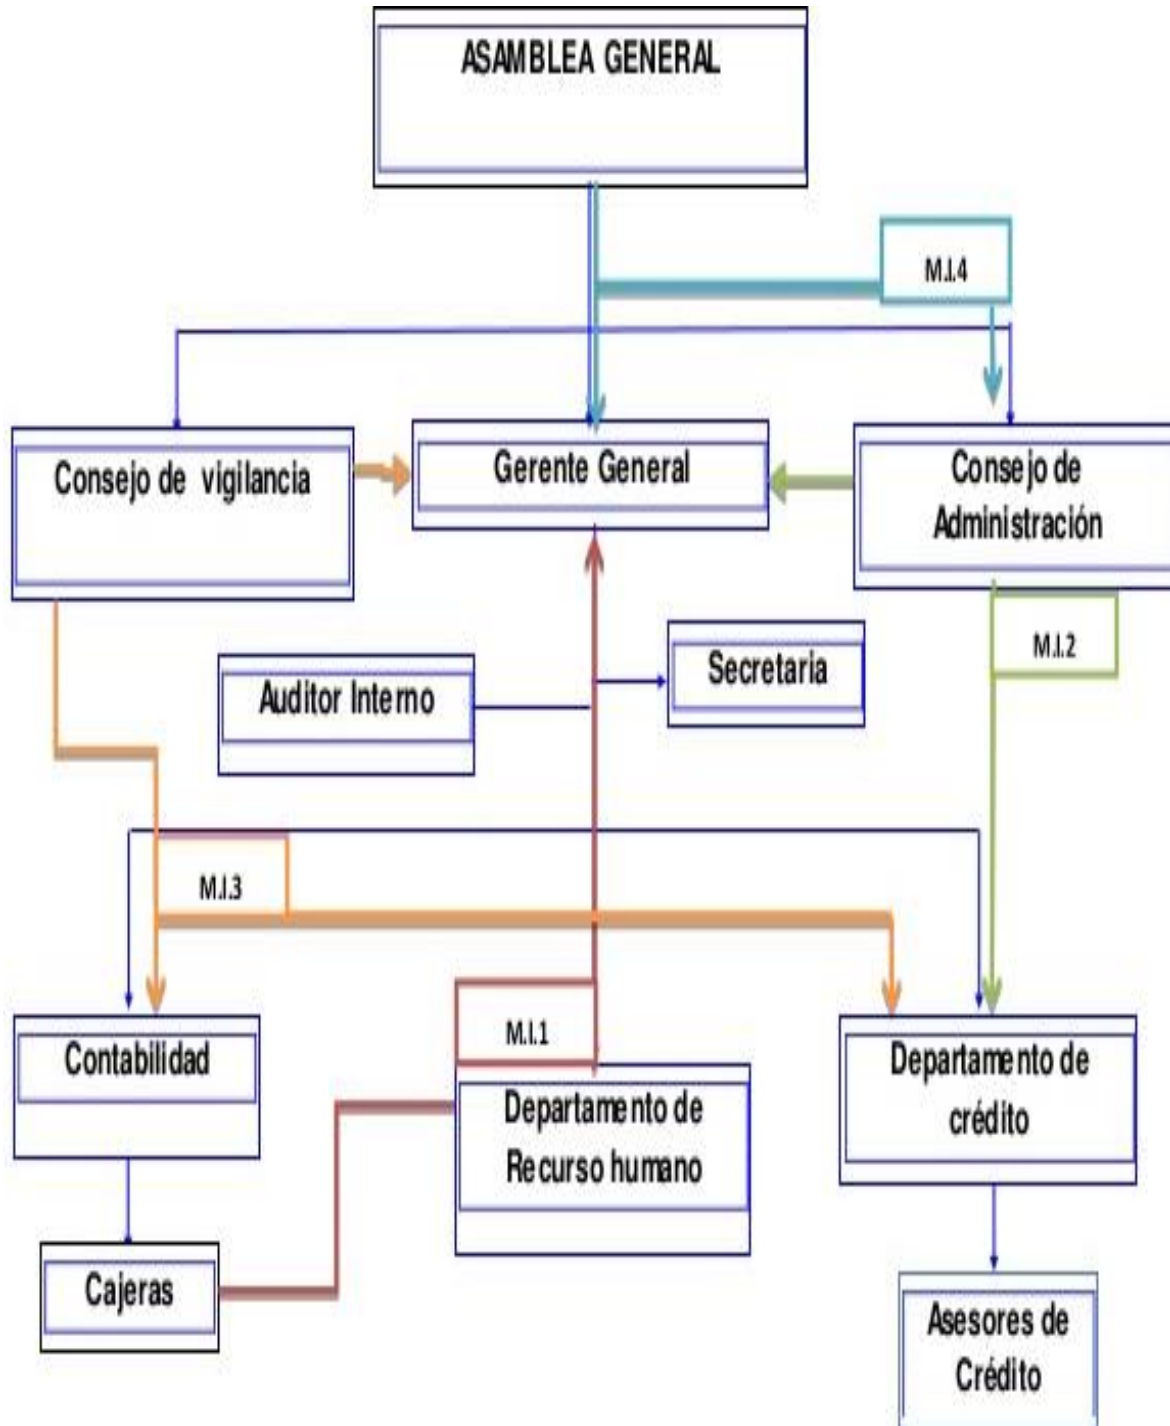 ASAMBLEA GENERAL
M.I.4
Consejo de vigilancia
Gerente General
Consejo de
Administración
M.I.2
Auditor Interno
Secretaria
M.I.3
M.I.1
Contabilidad
Departamento de
Recurso humano
Departamento de
crédito
Cajeras
Asesores de
Crédito